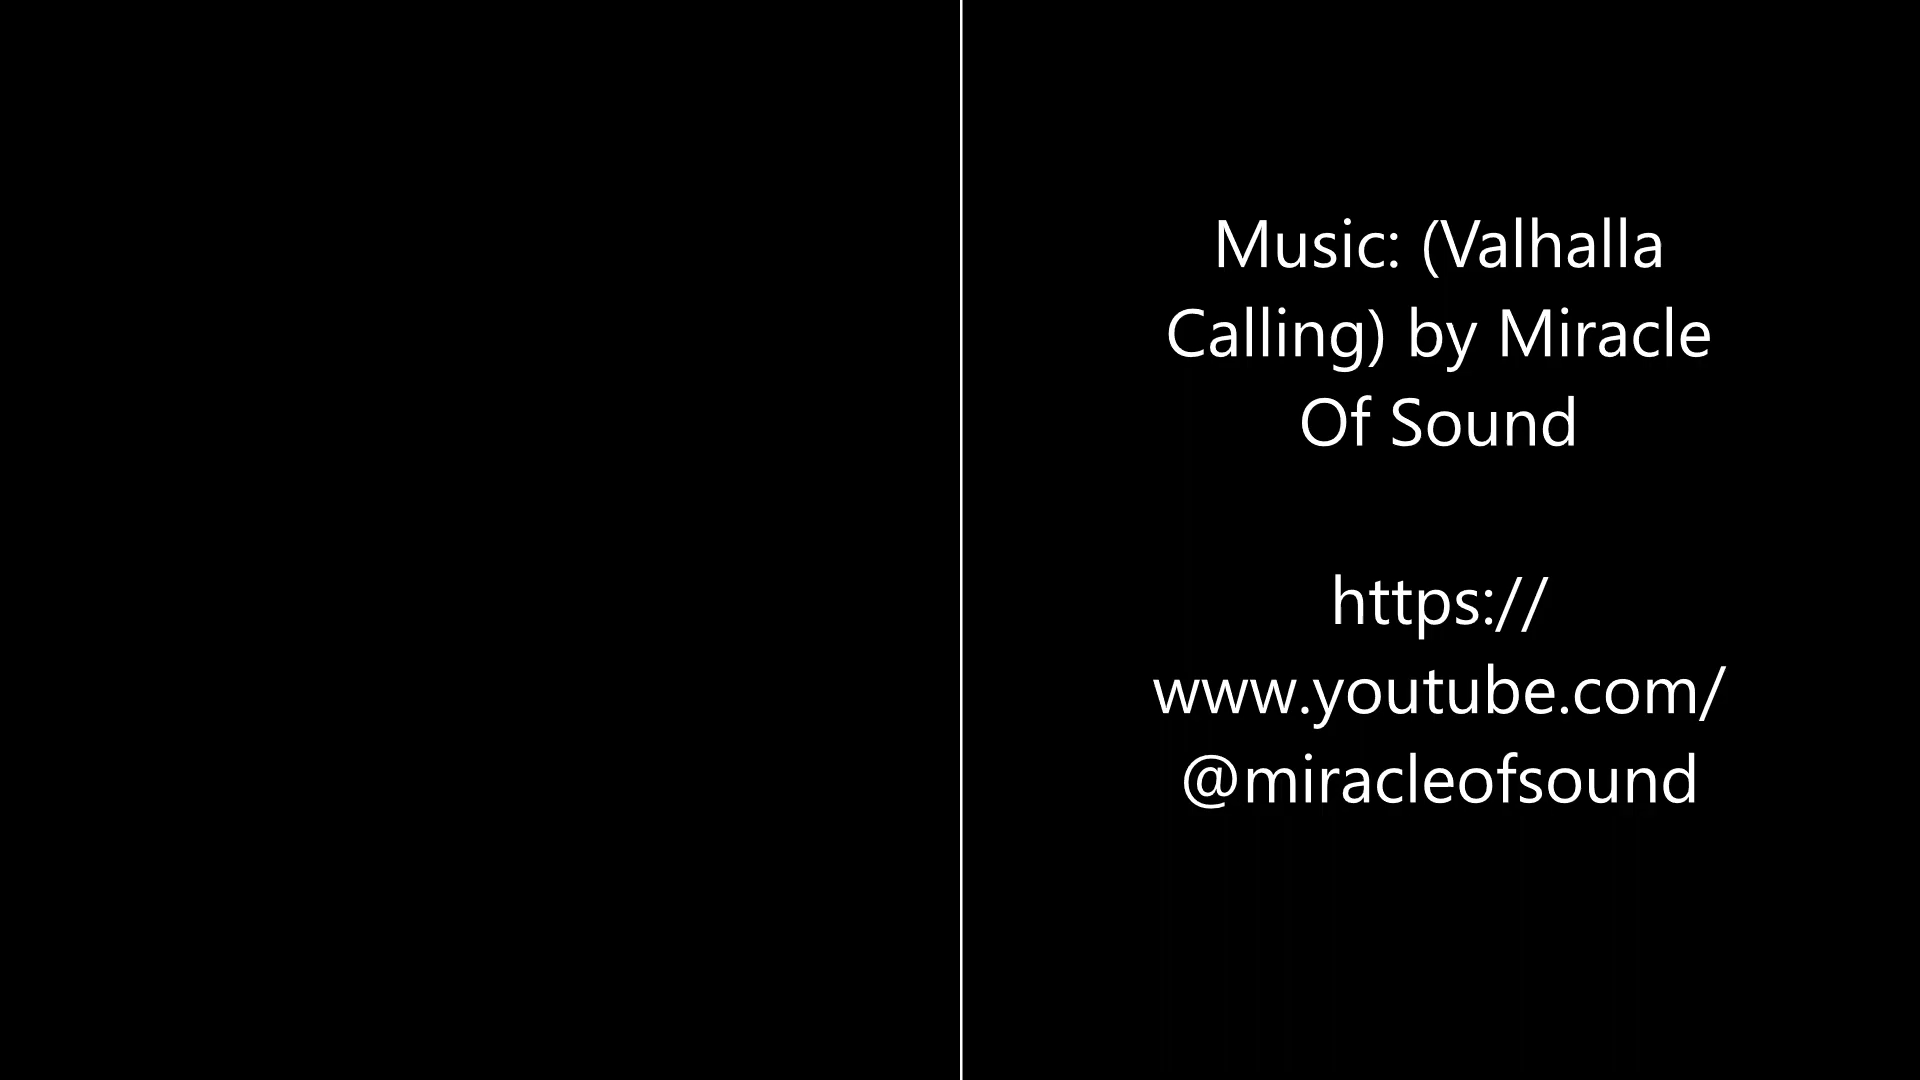 Music: (Valhalla
Calling) by Miracle
Of Sound
https://
www.youtube.com/
@miracleofsound